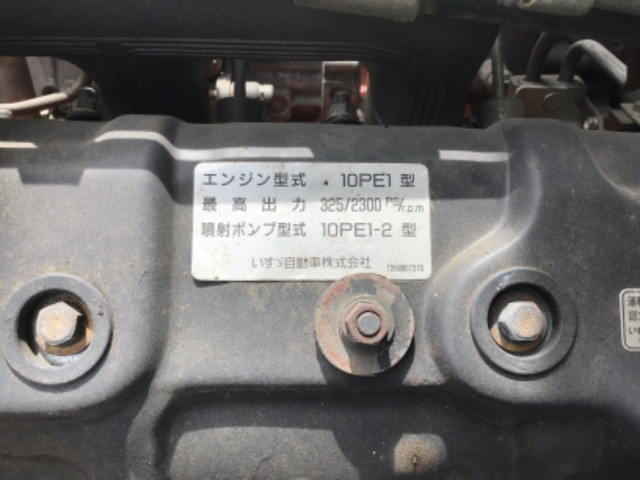 エンジン型式 10PE1 型
最高出力 325/2300 PS/r.p.m
噴射ポンプ型式 10PE1-2 型
いすゞ自動車株式会社